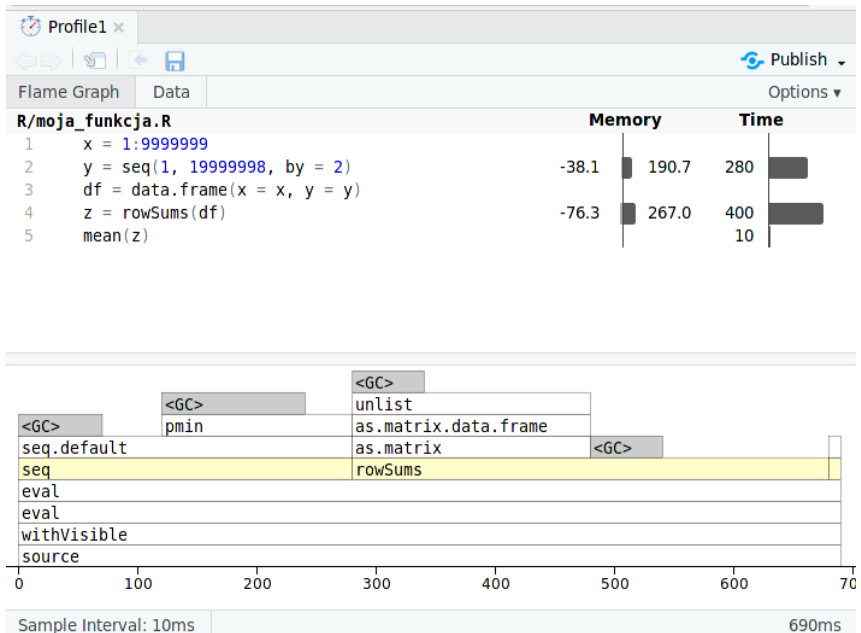 Profile1 ×
Publish
Flame Graph Data Options ▾
R/moja_funkcja.R Memory Time
1 x = 1:9999999
2 y = seq(1, 19999998, by = 2) -38.1 190.7 280
3 df = data.frame(x = x, y = y)
4 z = rowSums(df) -76.3 267.0 400
5 mean(z) 10
<GC>
<GC> unlist
<GC> pmin as.matrix.data.frame
seq.default as.matrix <GC>
seq rowSums
eval
eval
withVisible
source
0 100 200 300 400 500 600 70
Sample Interval: 10ms 690ms